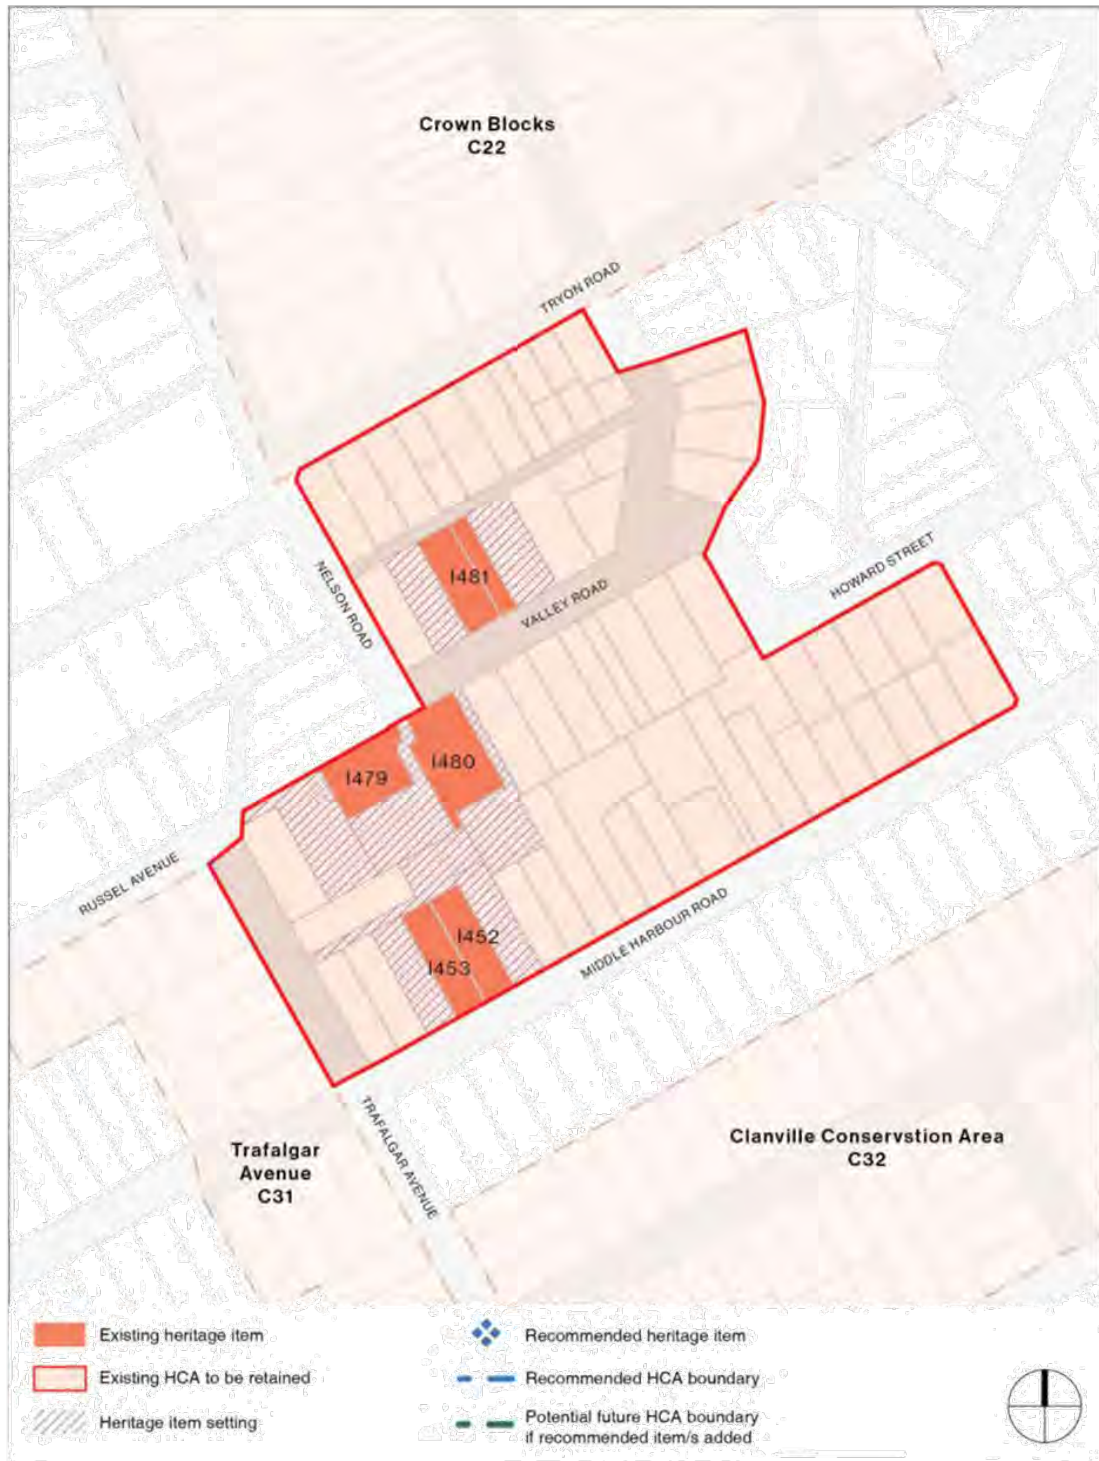 Crown Blocks
C22
TRYON ROAD
NELSON ROAD
I481
VALLEY ROAD
HOWARD STREET
I479
I480
RUSSEL AVENUE
I452
I453
MIDDLE HARBOUR ROAD
TRAFALGAR AVENUE
Trafalgar
Avenue
C31
Clanville Conservstion Area
C32
Existing heritage item
Existing HCA to be retained
Heritage item setting
Recommended heritage item
Recommended HCA boundary
Potential future HCA boundary
if recommended item/s added